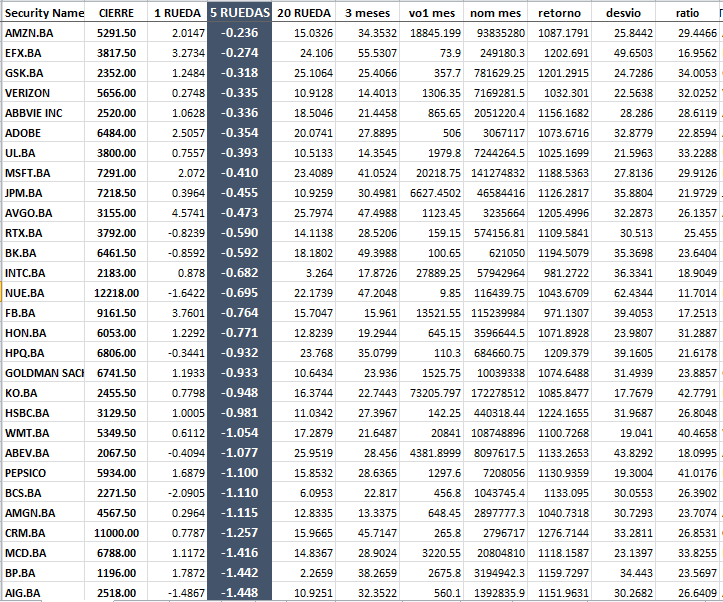 Security Name CIERRE 1 RUEDA 5 RUEDAS 20 RUEDA 3 meses vo1 mes nom mes retorno desvio ratio
AMZN.BA 5291.50 2.0147 -0.236 15.0326 34.3532 18845.199 93835280 1087.1791 25.8442 29.4466
EFX.BA 3817.50 3.2734 -0.274 24.106 55.5307 73.9 249180.3 1202.691 49.6503 16.9562
GSK.BA 2352.00 1.2484 -0.318 25.1064 25.4066 357.7 781629.25 1201.2915 24.7286 34.0053
VERIZON 5656.00 0.2748 -0.335 10.9128 14.4013 1306.35 7169281.5 1032.301 22.5638 32.0252
ABBVIE INC 2520.00 1.0628 -0.336 18.5046 21.4458 865.65 2051220.4 1156.1682 28.286 28.6119
ADOBE 6484.00 2.5057 -0.354 20.0741 27.8895 506 3067117 1073.6716 32.8779 22.8594
UL.BA 3800.00 0.7557 -0.393 10.5133 14.3545 1979.8 7244264.5 1025.1699 21.5963 33.2288
MSFT.BA 7291.00 2.072 -0.410 23.4089 41.0524 20218.75 141274832 1188.5363 27.8136 29.9126
JPM.BA 7218.50 0.3964 -0.455 10.9259 30.4981 6627.4502 46584416 1126.2817 35.8804 21.9729
AVGO.BA 3155.00 4.5741 -0.473 25.7974 47.4988 1123.45 3235664 1205.4996 32.2873 26.1357
RTX.BA 3792.00 -0.8239 -0.590 14.1138 28.5206 159.15 574156.81 1109.5841 30.513 25.455
BK.BA 6461.50 -0.8592 -0.592 18.1802 49.3998 100.65 621050 1194.5079 35.3698 23.6404
INTC.BA 2183.00 0.878 -0.682 3.264 17.8726 27889.25 57942964 981.2722 36.3341 18.9049
NUE.BA 12218.00 -1.6422 -0.695 22.1739 47.2048 9.85 116439.75 1043.6709 62.4344 11.7014
FB.BA 9161.50 3.7601 -0.764 15.7047 15.961 13521.55 115239984 971.1307 39.4053 17.2513
HON.BA 6053.00 1.2292 -0.771 12.8239 19.2944 645.15 3596644.5 1071.8928 23.9807 31.2887
HPQ.BA 6806.00 -0.3441 -0.932 23.768 35.0799 110.3 684660.75 1209.379 39.1605 21.6178
GOLDMAN SACH 6741.50 1.1933 -0.933 10.6434 23.936 1525.75 10039338 1074.6488 31.4939 23.8857
KO.BA 2455.50 0.7798 -0.948 16.3744 22.7443 73205.797 172278512 1085.8477 17.7679 42.7791
HSBC.BA 3129.50 1.0005 -0.981 11.0342 27.3967 142.25 440318.44 1224.1655 31.9687 26.8048
WMT.BA 5349.50 0.6112 -1.054 17.2879 21.6487 20841 108748896 1100.7268 19.041 40.4658
ABEV.BA 2067.50 -0.4094 -1.077 25.9519 28.456 4381.8999 8097617.5 1133.2653 43.8292 18.0995
PEPSICO 5934.00 1.6879 -1.100 15.8532 28.6365 1297.6 7208056 1130.9359 19.3004 41.0176
BCS.BA 2271.50 -2.0905 -1.110 6.0953 22.817 456.8 1043745.4 1133.095 30.0553 26.3902
AMGN.BA 4567.50 0.2964 -1.115 12.8335 13.3375 648.45 2897777.3 1040.7318 30.7293 23.7074
CRM.BA 11000.00 0.7787 -1.257 15.9665 45.7147 265.8 2796717 1276.7144 33.2811 26.8531
MCD.BA 6788.00 1.1172 -1.416 14.8367 28.9024 3220.55 20804810 1118.1587 23.1397 33.8255
BP.BA 1196.00 1.7872 -1.442 2.2659 38.2659 2675.8 3194942.3 1159.7297 34.443 23.5697
AIG.BA 2518.00 -1.4867 -1.448 10.9251 32.3522 560.1 1392835.9 1151.9631 30.2682 26.6409